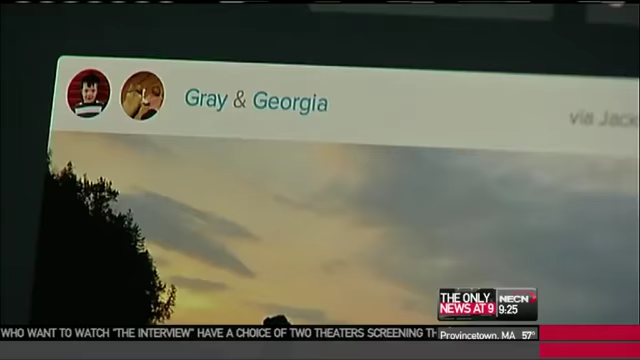 Gray & Georgia
via Jack
THE ONLY
NEWS AT 9
NECN
9:25
WHO WANT TO WATCH "THE INTERVIEW" HAVE A CHOICE OF TWO THEATERS SCREENING TH
Provincetown, MA 57°